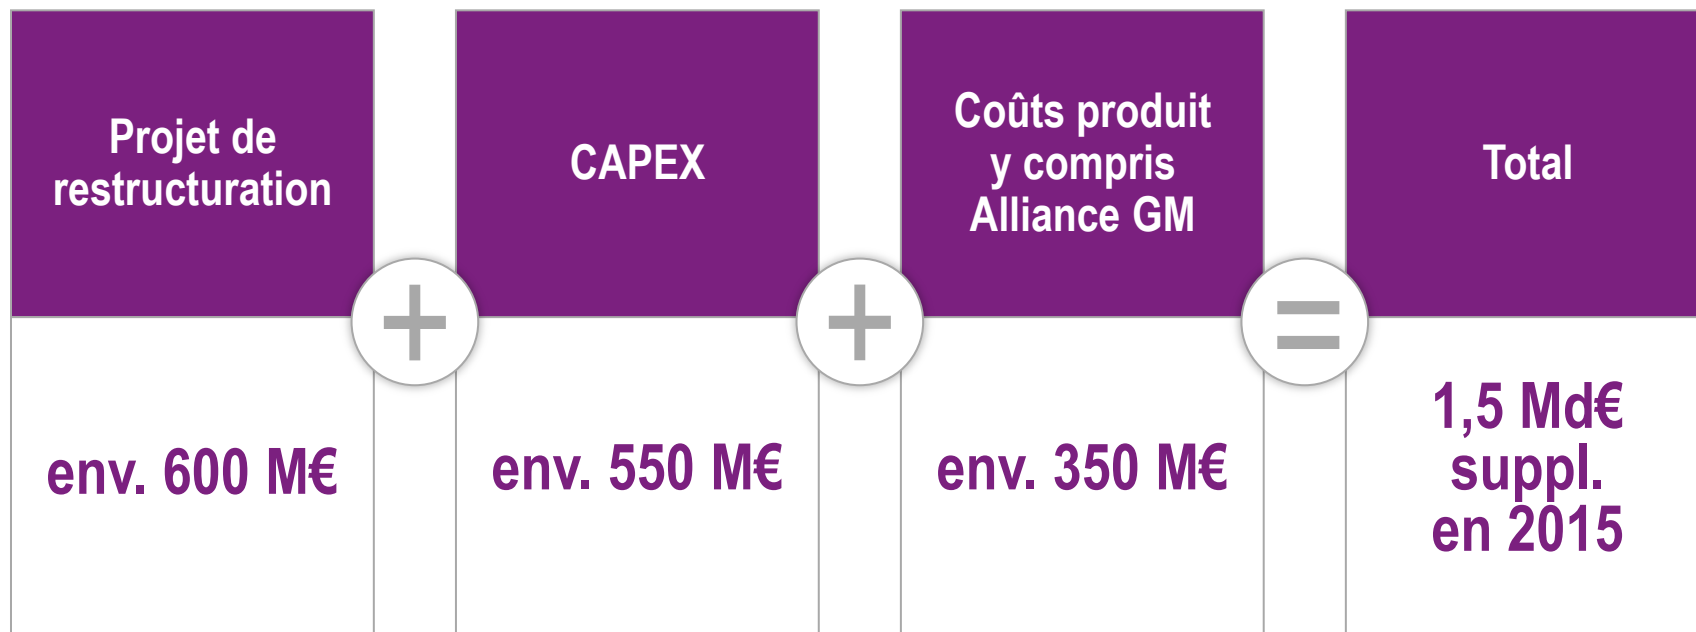 Projet de
restructuration
CAPEX
Coûts produit
y compris
Alliance GM
Total
+
+
=
env. 600 M€
env. 550 M€
env. 350 M€
1,5 Md€
suppl.
en 2015